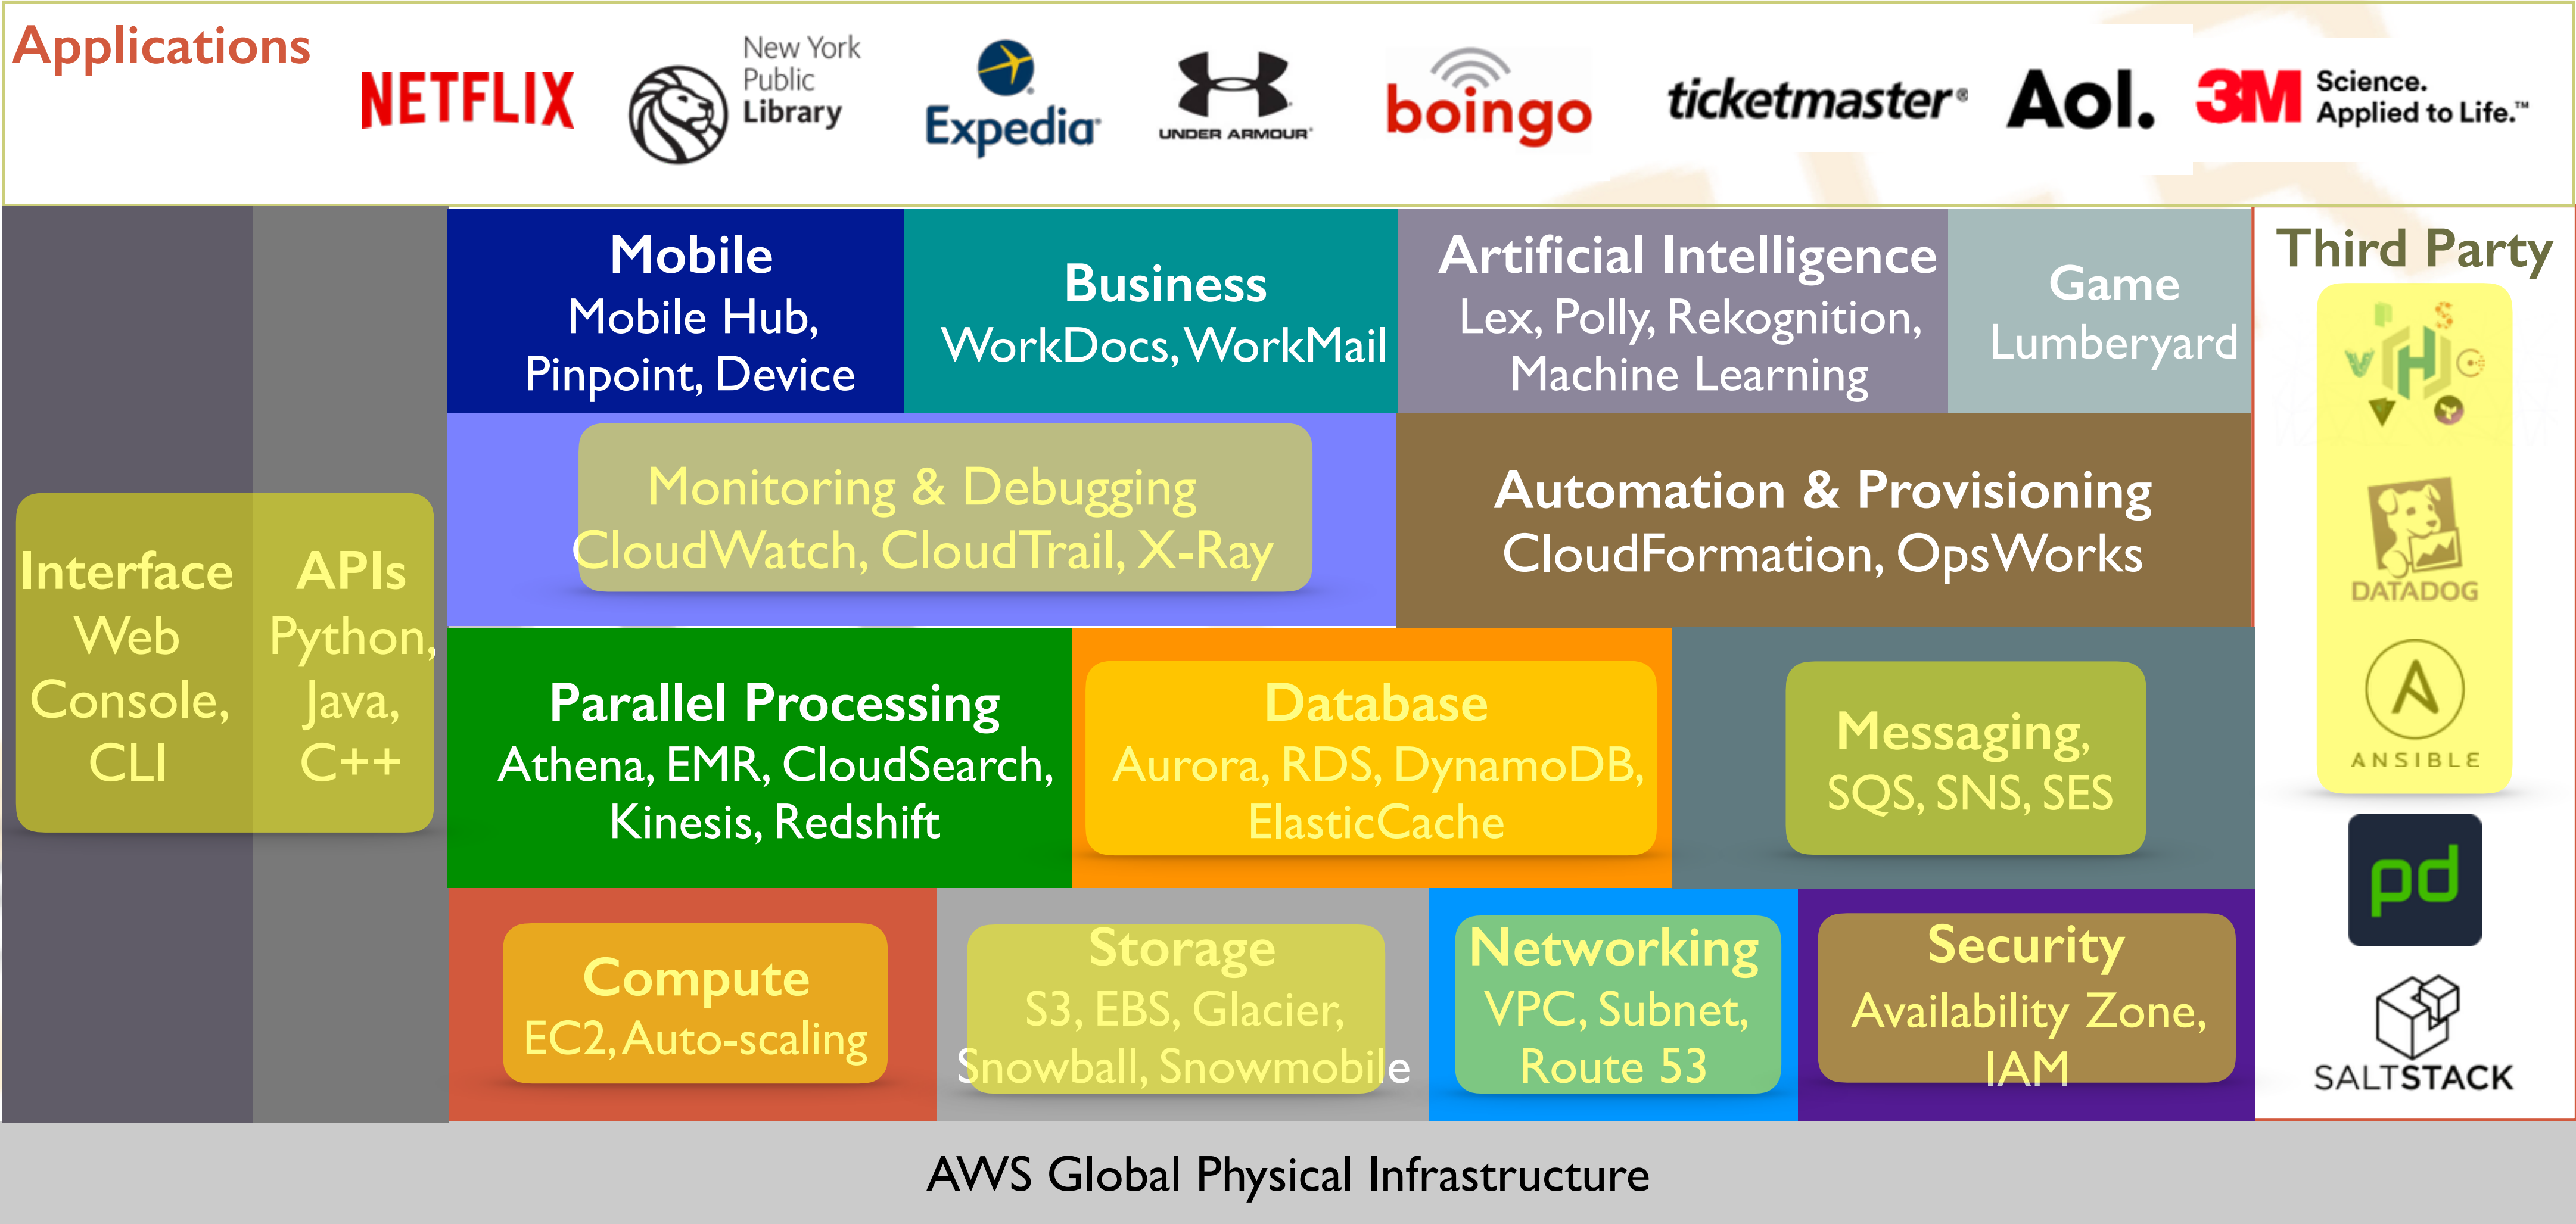 Applications
NETFLIX
New York
Public
Library
Expedia®
UNDER ARMOUR®
boingo
ticketmaster®
Aol.
3M
Science.
Applied to Life.™
Interface
Web
Console,
CLI
APIs
Python,
Java,
C++
Mobile
Mobile Hub,
Pinpoint, Device
Business
WorkDocs, WorkMail
Artificial Intelligence
Lex, Polly, Rekognition,
Machine Learning
Game
Lumberyard
Monitoring & Debugging
CloudWatch, CloudTrail, X-Ray
Automation & Provisioning
CloudFormation, OpsWorks
Parallel Processing
Athena, EMR, CloudSearch,
Kinesis, Redshift
Database
Aurora, RDS, DynamoDB,
ElasticCache
Messaging,
SQS, SNS, SES
Compute
EC2, Auto-scaling
Storage
S3, EBS, Glacier,
Snowball, Snowmobile
Networking
VPC, Subnet,
Route 53
Security
Availability Zone,
IAM
Third Party
DATADOG
ANSIBLE
pd
SALTSTACK
AWS Global Physical Infrastructure